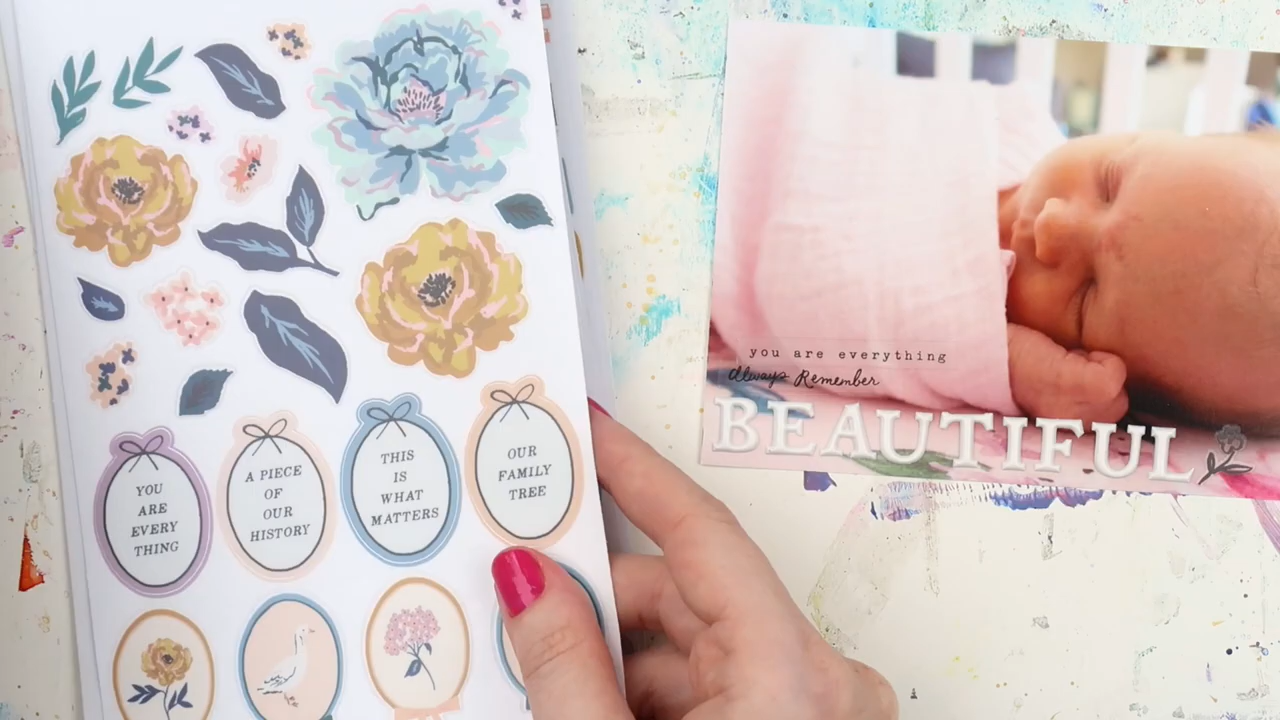 YOU
ARE
EVERY
THING
A PIECE
OF
OUR
HISTORY
THIS
IS
WHAT
MATTERS
OUR
FAMILY
TREE
you are everything
always Remember
BEAUTIFUL